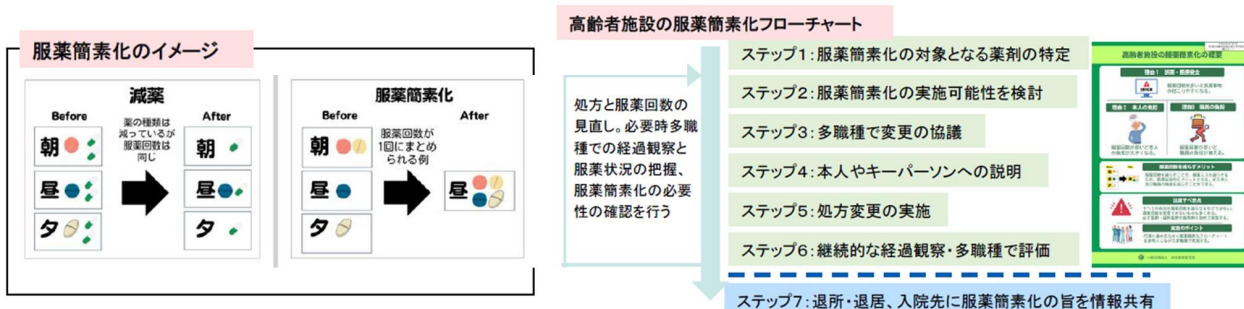 服薬簡素化のイメージ
減薬
Before
薬の種類は
減っているが
服薬回数は
同じ
After
朝
昼
夕
朝
昼
夕
服薬簡素化
Before
服薬回数が
1回にまとめ
られる例
After
朝
昼
夕
昼
高齢者施設の服薬簡素化フローチャート
処方と服薬回数の
見直し。必要時多職
種での経過観察と
服薬状況の把握、
服薬簡素化の必要
性の確認を行う
ステップ1:服薬簡素化の対象となる薬剤の特定
ステップ2:服薬簡素化の実施可能性を検討
ステップ3:多職種で変更の協議
ステップ4:本人やキーパーソンへの説明
ステップ5:処方変更の実施
ステップ6:継続的な経過観察・多職種で評価
ステップ7:退所・退居、入院先に服薬簡素化の旨を情報共有
高齢者施設の服薬簡素化の概要